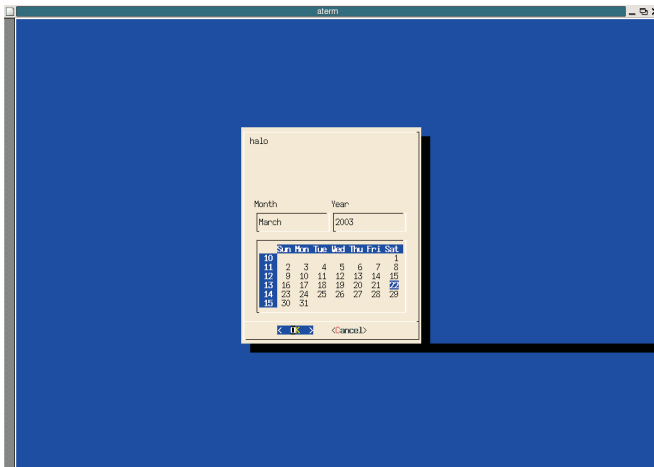 aterm
halo
Month Year
March 2003
Sun Mon Tue Wed Thu Fri Sat
10 1
11 2 3 4 5 6 7 8
12 9 10 11 12 13 14 15
13 16 17 18 19 20 21 22
14 23 24 25 26 27 28 29
15 30 31
< OK > <Cancel>